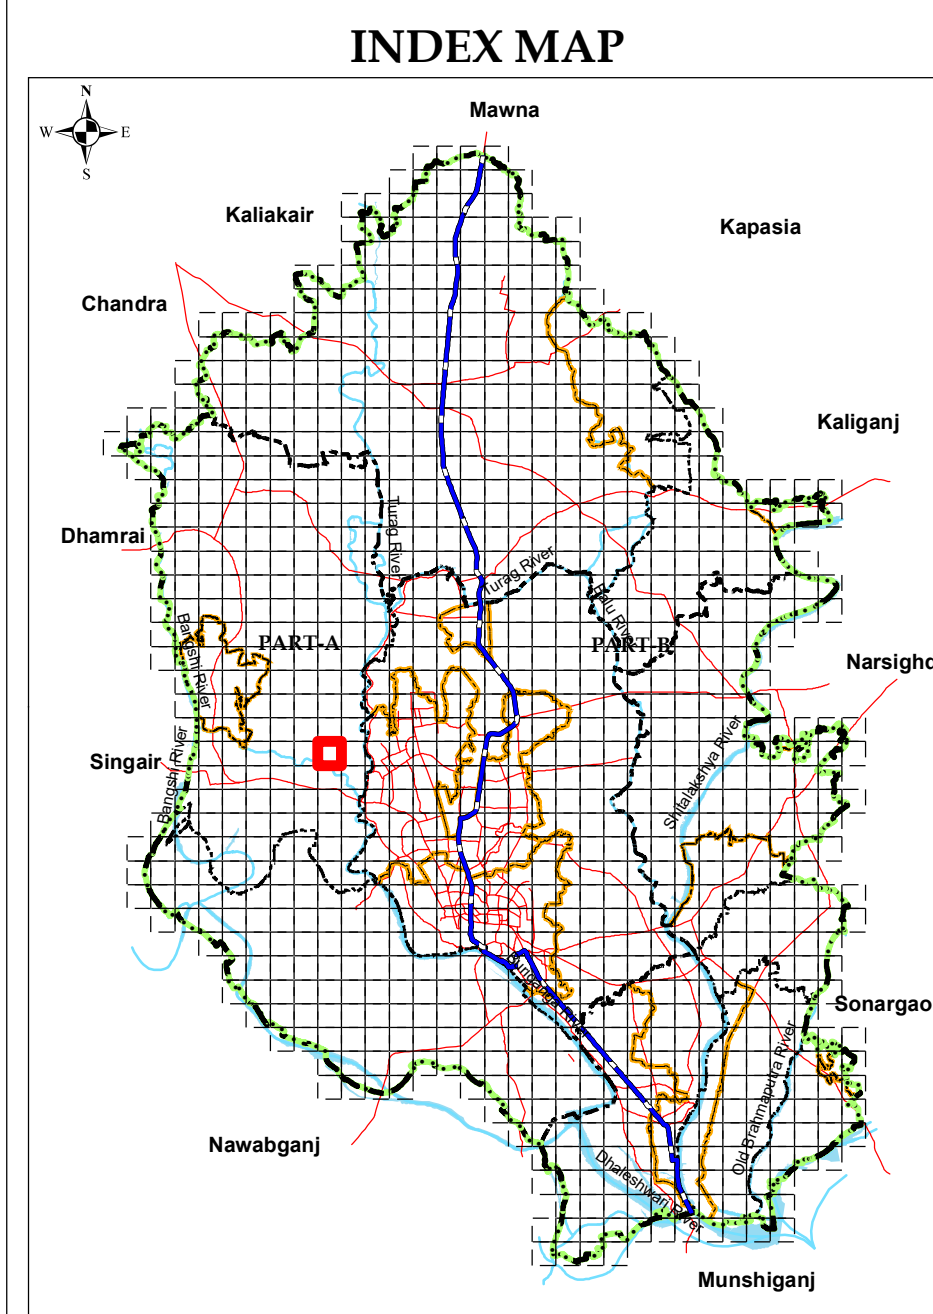 INDEX MAP
N
W E
S
Mawna
Kaliakair
Kapasia
Chandra
Kaliganj
Dhamrai
Turag River
Turag River
Balu River
Bangshi River
PART-A
PART-B
Narsighd
Singair
Bangshi River
Shitalakshya River
Buriganga River
Sonargao
Old Brahmaputra River
Nawabganj
Dhaleshwari River
Munshiganj